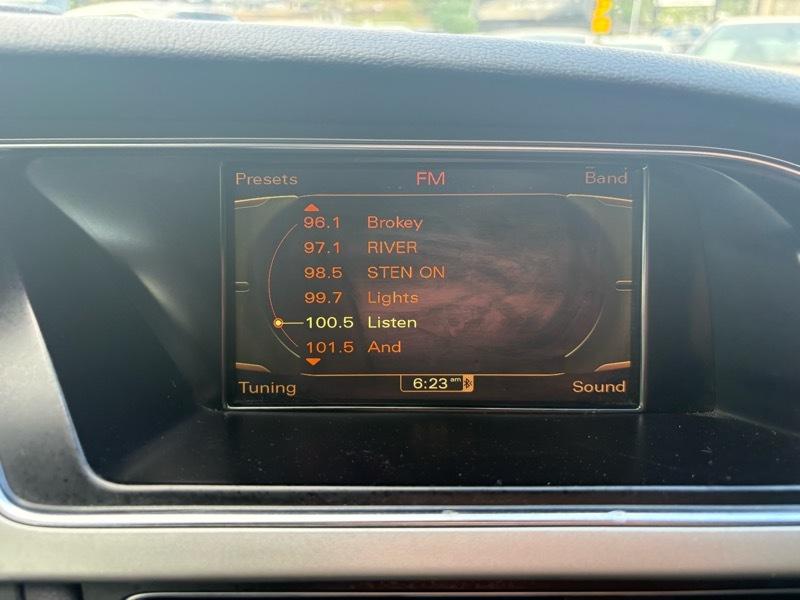 Presets FM Band
96.1 Brokey
97.1 RIVER
98.5 STEN ON
99.7 Lights
100.5 Listen
101.5 And
Tuning 6:23 am Sound